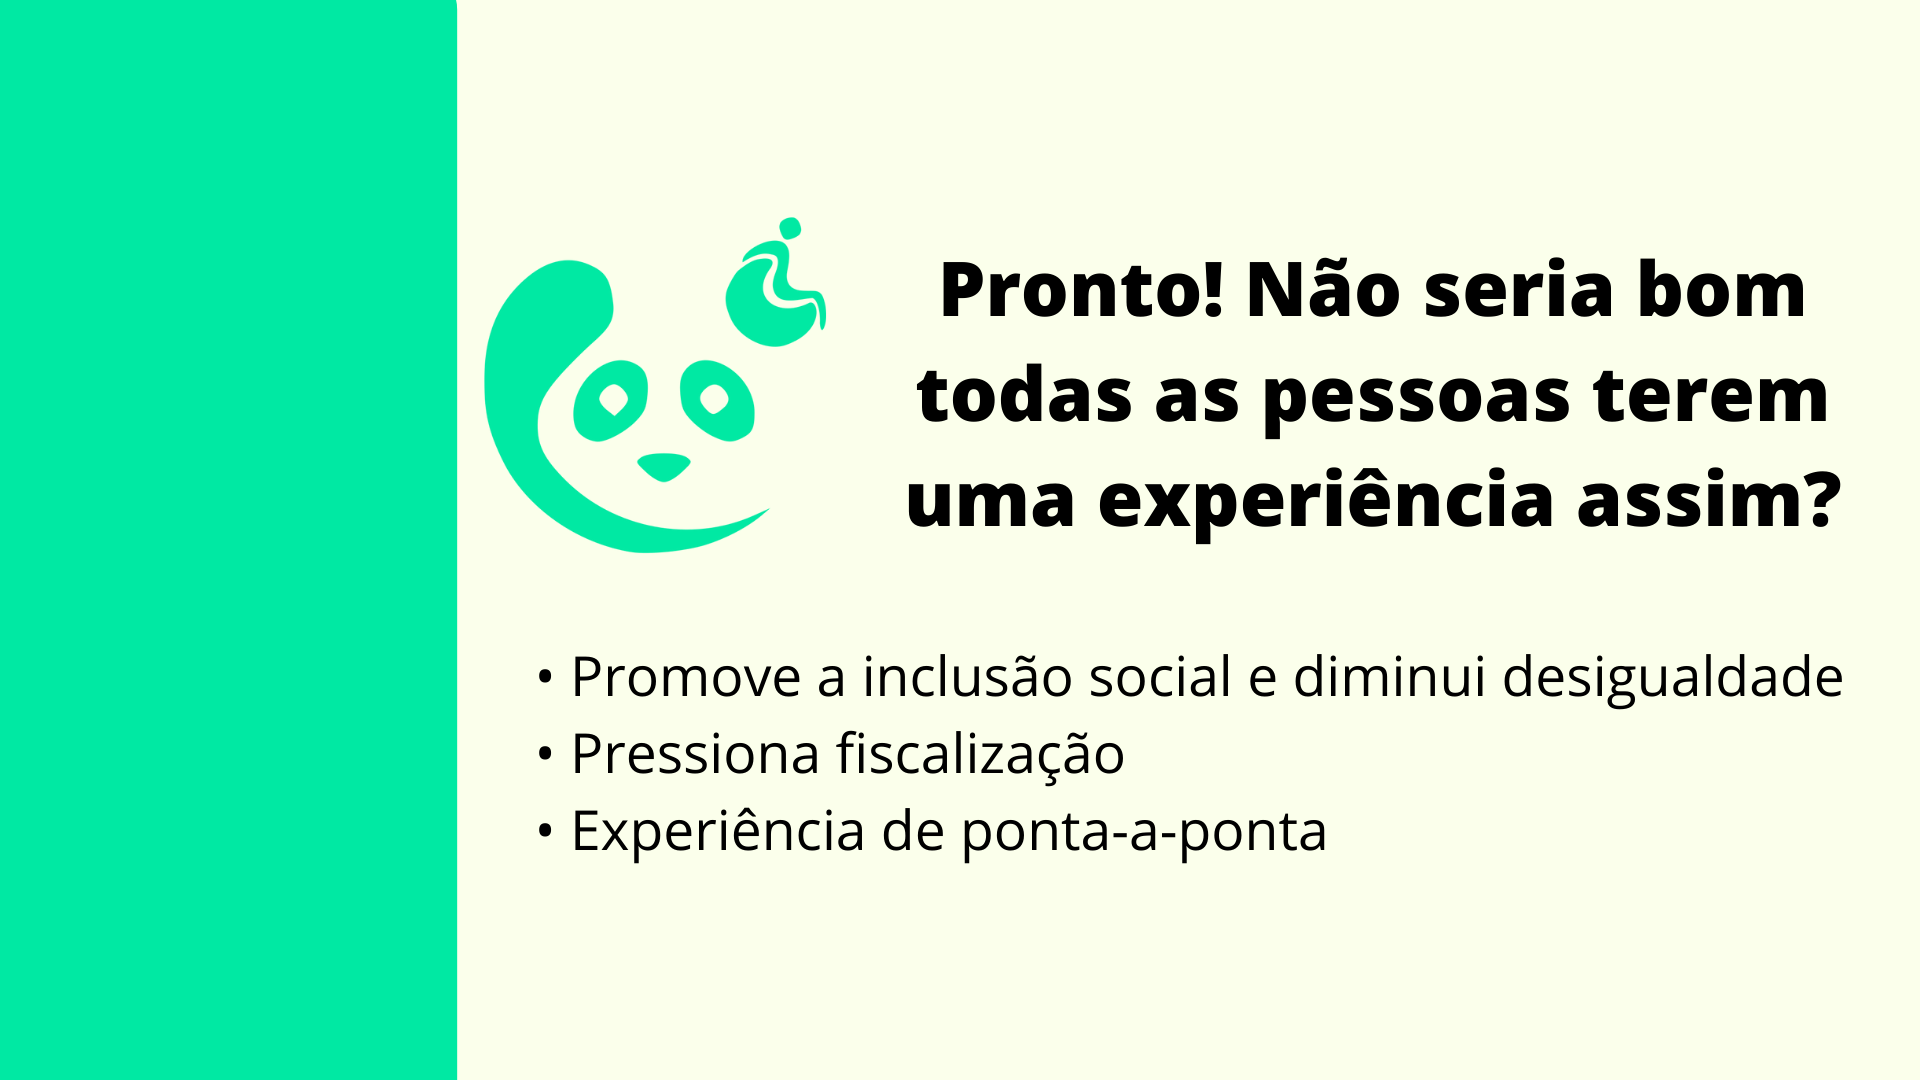 Pronto! Não seria bom
todas as pessoas terem
uma experiência assim?
• Promove a inclusão social e diminui desigualdade
• Pressiona fiscalização
• Experiência de ponta-a-ponta